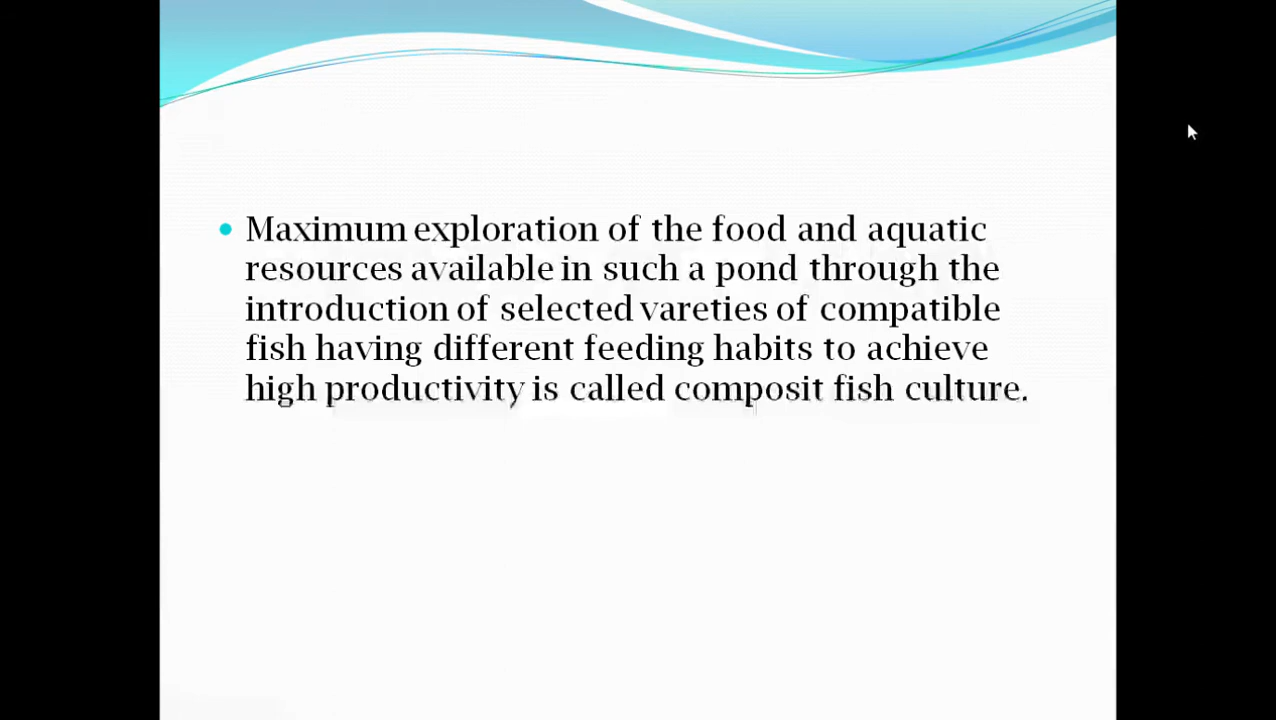 Maximum exploration of the food and aquatic
resources available in such a pond through the
introduction of selected vareties of compatible
fish having different feeding habits to achieve
high productivity is called composit fish culture.